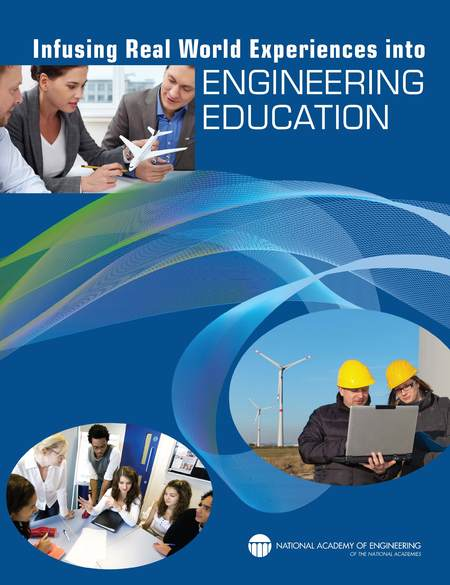 Infusing Real World Experiences into
ENGINEERING
EDUCATION
NATIONAL ACADEMY OF ENGINEERING
OF THE NATIONAL ACADEMIES